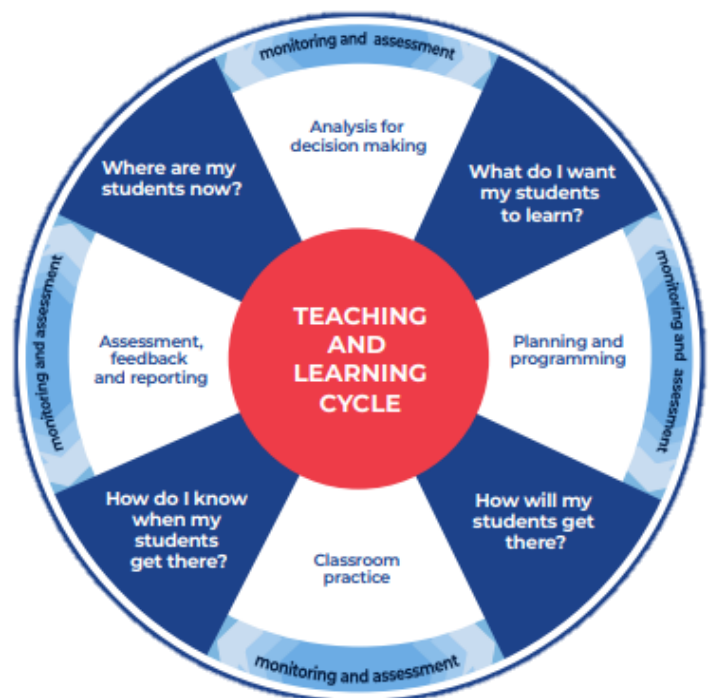 monitoring and assessment
Analysis for
decision making
Where are my
students now?
What do I want
my students
to learn?
monitoring and assessment
TEACHING
AND
LEARNING
CYCLE
monitoring and assessment
Assessment,
feedback
and reporting
Planning and
programming
How do I know
when my
students
get there?
How will my
students get
there?
Classroom
practice
monitoring and assessment